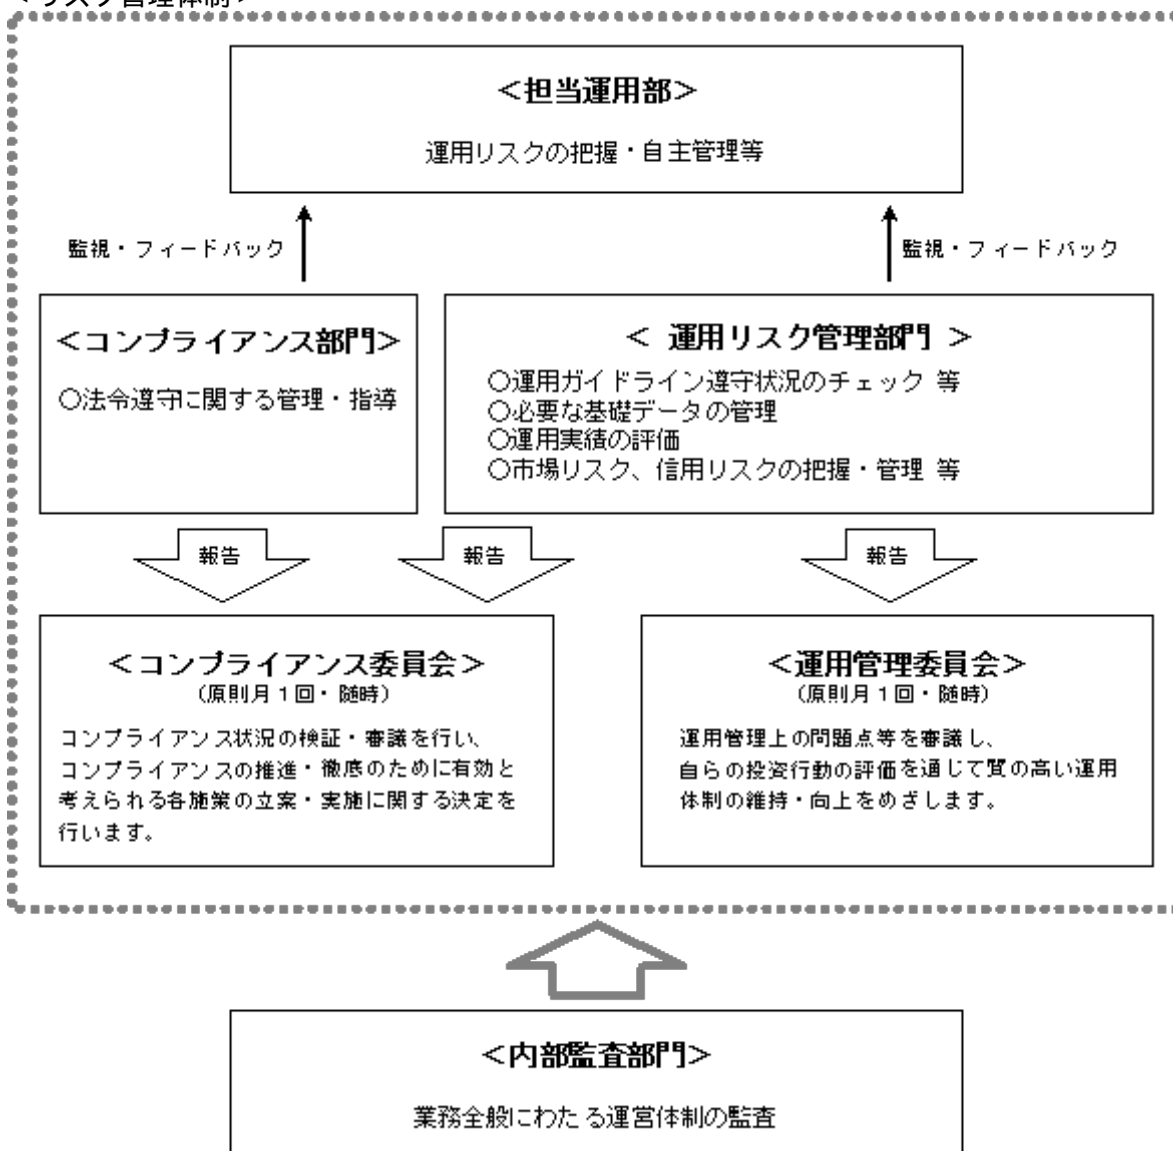 <リスク管理体制>
<担当運用部>
運用リスクの把握・自主管理等
監視・フィードバック
監視・フィードバック
<コンプライアンス部門>
○法令遵守に関する管理・指導
< 運用リスク管理部門 >
○運用ガイドライン遵守状況のチェック 等
○必要な基礎データの管理
○運用実績の評価
○市場リスク、信用リスクの把握・管理 等
報告
報告
報告
<コンプライアンス委員会>
(原則月1回・随時)
コンプライアンス状況の検証・審議を行い、
コンプライアンスの推進・徹底のために有効と
考えられる各施策の立案・実施に関する決定を
行います。
<運用管理委員会>
(原則月1回・随時)
運用管理上の問題点等を審議し、
自らの投資行動の評価を通じて質の高い運用
体制の維持・向上をめざします。
<内部監査部門>
業務全般にわたる運営体制の監査